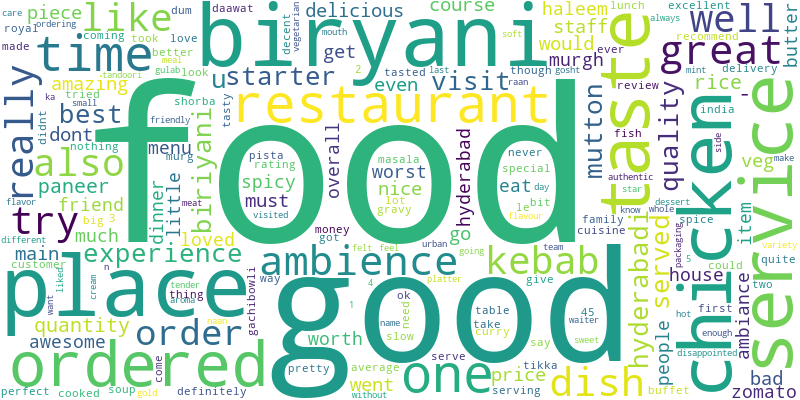 care
piece
like
royal
dum
daawat
biryani
delicious
course
haleem
staff
well
excellent
lunch
always
recommend
butter
ordering
coming
took
love
made
time
perfect
better
decent
vegetarian
mouth
get
would
murgh
ever
great
amazing
tandoori
meal
look
gulab
u
starter
2
tasted
even
soft
last
though
gosht
visit
mint
delivery
tried
ka
small
shorba
tasty
restaurant
raan
review
rice
india
really
best
didnt
dont
nothing
friendly
food
mutton
fish
taste
quality
-
also
menu
murg
biriyani
pista
rating
masala
overall
never
special
hyderabad
authentic
star
veg
side
make
paneer
flavor
friend
meat
spicy
must
visited
worst
nice
lot
gravy
eat
day
le
bit
flavour
family
cuisine
know
whole
dessert
spice
item
variety
try
big
3
dinner
little
different
much
loved
money
got
felt
feel
urban
go
going
team
hyderabadi
served
people
packaging
chicken
service
quite
main
experience
ambience
way
kebab
house
could
two
customer
n
place
want
liked
cream
tender
aroma
thing
gachibowli
good
4
platter
give
5
hot
first
ambiance
enough
quantity
order
1
ok
name
need
table
take
45
waiter
awesome
worth
slow
curry
say
sweet
disappointed
ordered
come
naan
pretty
average
serve
tikka
one
price
dish
bad
perfect
cooked
soup
gold
definitely
went
without
serving
buffet
zomato